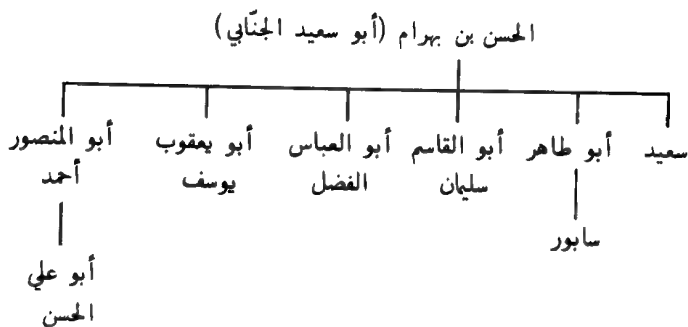 الحسن بن بهرام (أبو سعيد الجنّابي)
سعيد
أبو طاهر
أبو القاسم
سليمان
أبو العباس
الفضل
أبو يعقوب
يوسف
أبو المنصور
أحمد
سابور
أبو علي
الحسن